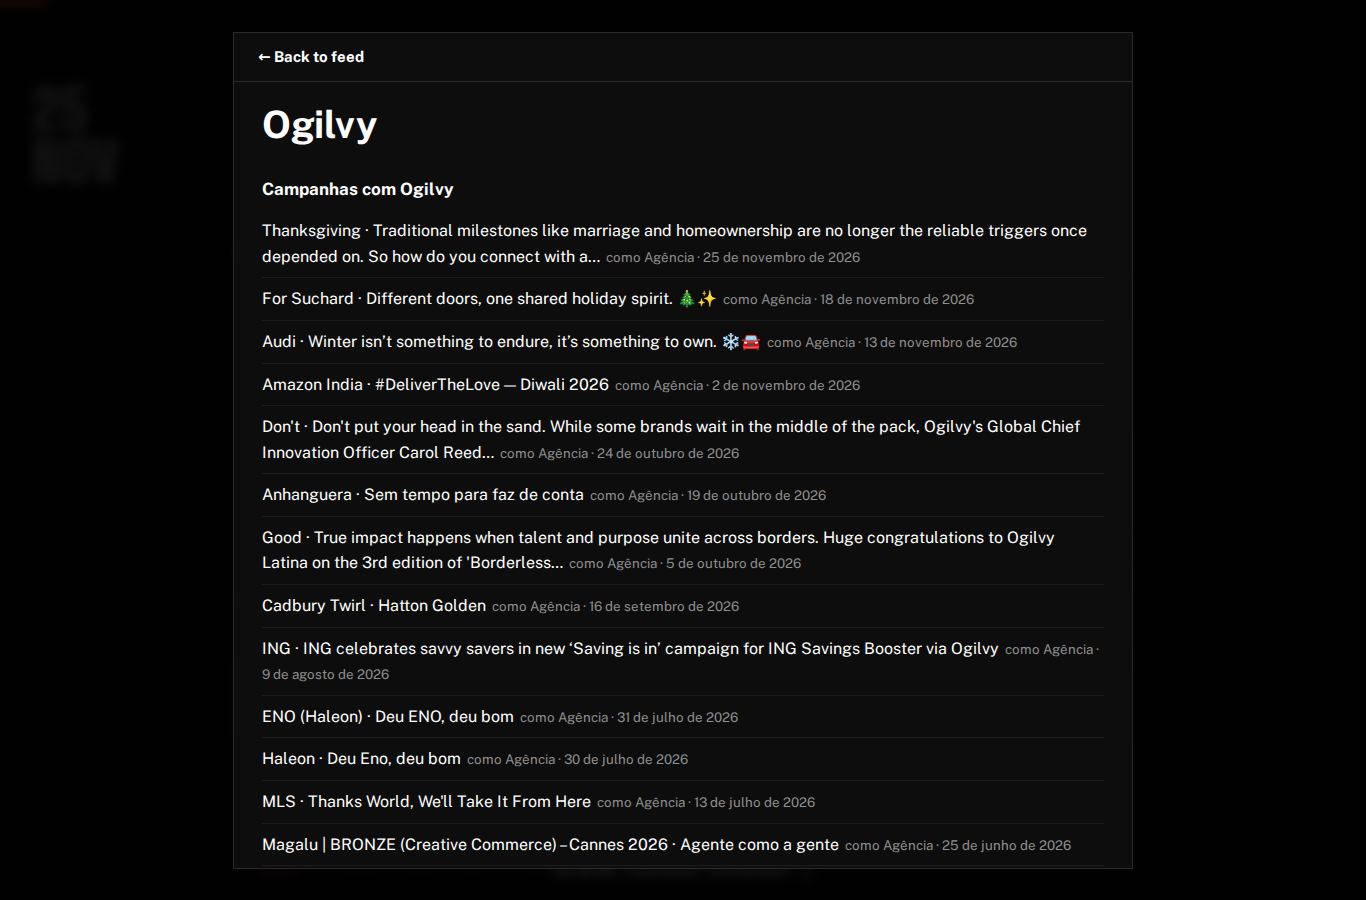 ← Back to feed
25
NOV
Ogilvy
Campanhas com Ogilvy
Thanksgiving · Traditional milestones like marriage and homeownership are no longer the reliable triggers once
depended on. So how do you connect with a... como Agência · 25 de novembro de 2026
For Suchard · Different doors, one shared holiday spirit. 🎄✨ como Agência · 18 de novembro de 2026
Audi · Winter isn’t something to endure, it’s something to own. ❄️🚘 como Agência · 13 de novembro de 2026
Amazon India · #DeliverTheLove — Diwali 2026 como Agência · 2 de novembro de 2026
Don't · Don't put your head in the sand. While some brands wait in the middle of the pack, Ogilvy's Global Chief
Innovation Officer Carol Reed... como Agência · 24 de outubro de 2026
Anhanguera · Sem tempo para faz de conta como Agência · 19 de outubro de 2026
Good · True impact happens when talent and purpose unite across borders. Huge congratulations to Ogilvy
Latina on the 3rd edition of 'Borderless... como Agência · 5 de outubro de 2026
Cadbury Twirl · Hatton Golden como Agência · 16 de setembro de 2026
ING · ING celebrates savvy savers in new ‘Saving is in’ campaign for ING Savings Booster via Ogilvy como Agência ·
9 de agosto de 2026
ENO (Haleon) · Deu ENO, deu bom como Agência · 31 de julho de 2026
Haleon · Deu Eno, deu bom como Agência · 30 de julho de 2026
MLS · Thanks World, We'll Take It From Here como Agência · 13 de julho de 2026
Magalu | BRONZE (Creative Commerce) – Cannes 2026 · Agente como a gente como Agência · 25 de junho de 2026